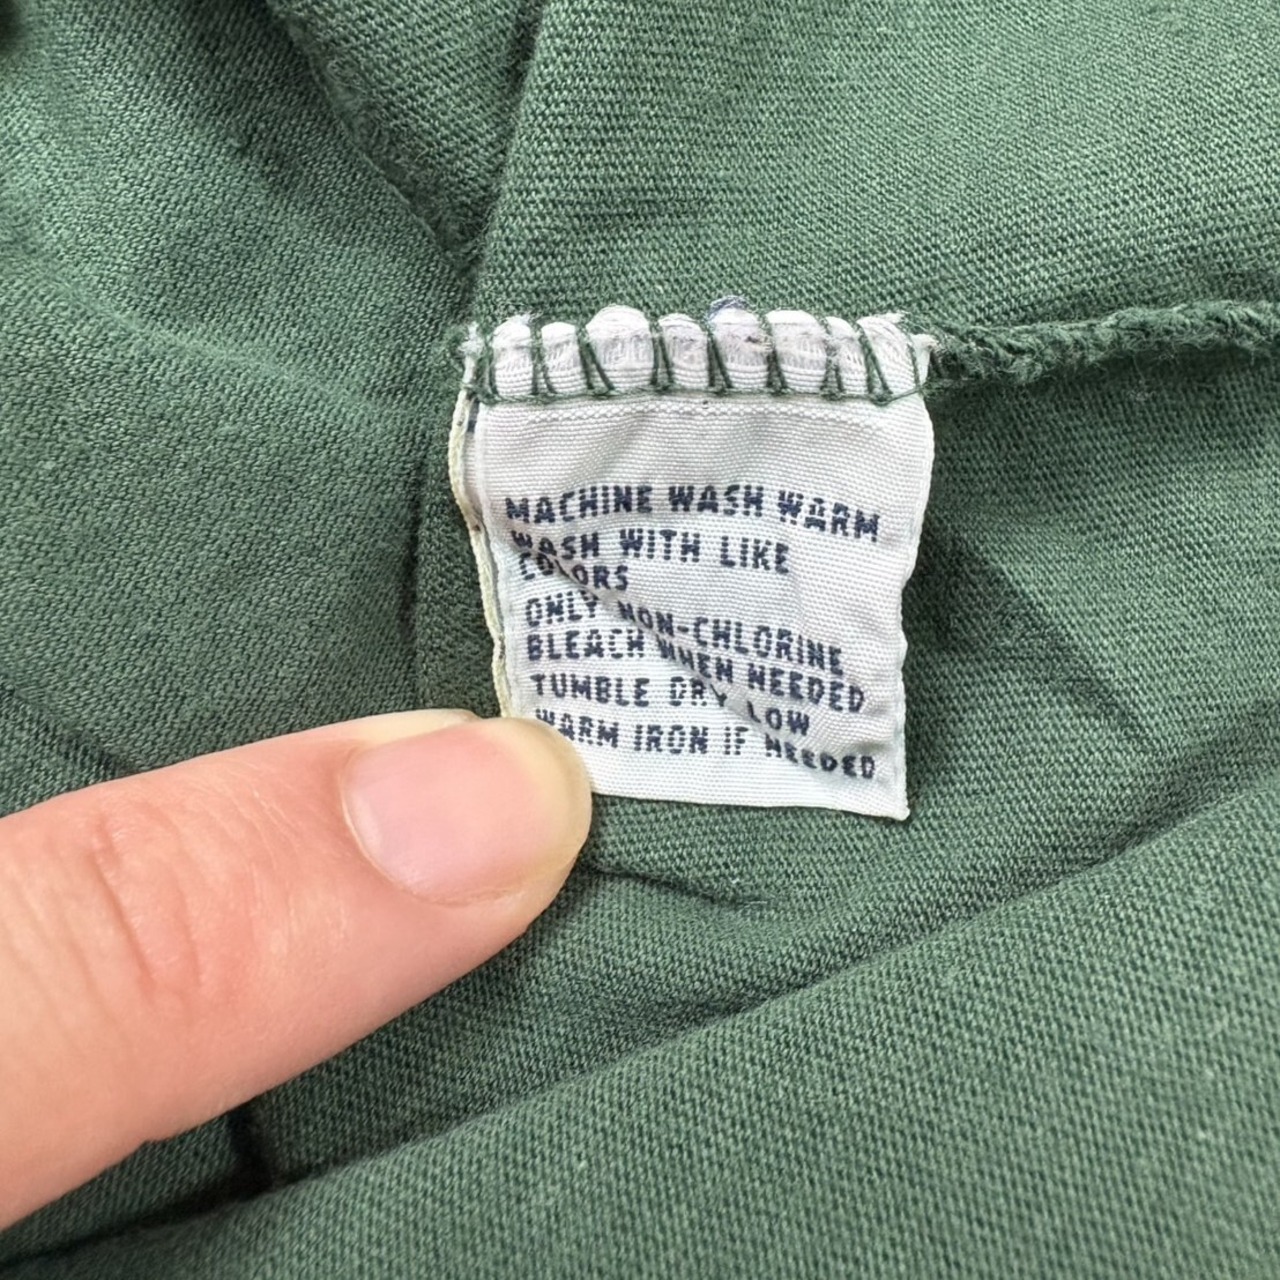 MACHINE WASH WARM
WASH WITH LIKE
COLORS
ONLY NON-CHLORINE
BLEACH WHEN NEEDED
TUMBLE DRY LOW
WARM IRON IF NEEDED